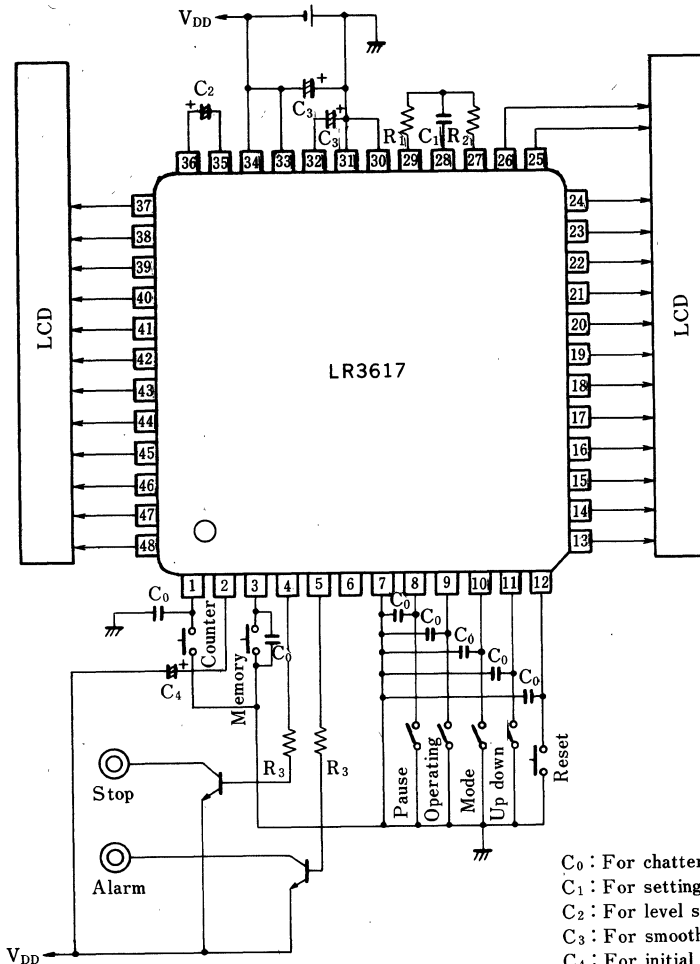 VDD
C2
C3
C3
R1
C1
R2
36
35
34
33
32
31
30
29
28
27
26
25
37
38
39
40
41
42
43
44
45
46
47
48
LCD
LR3617
24
23
22
21
20
19
18
17
16
15
14
13
LCD
1
2
3
4
5
6
7
8
9
10
11
12
C0
Counter
C4
Memory
C0
C0
C0
C0
C0
C0
R3
R3
Stop
Alarm
Pause
Operating
Mode
Up down
Reset
VDD
C0 : For chatter
C1 : For setting
C2 : For level s
C3 : For smooth
C4 : For initial